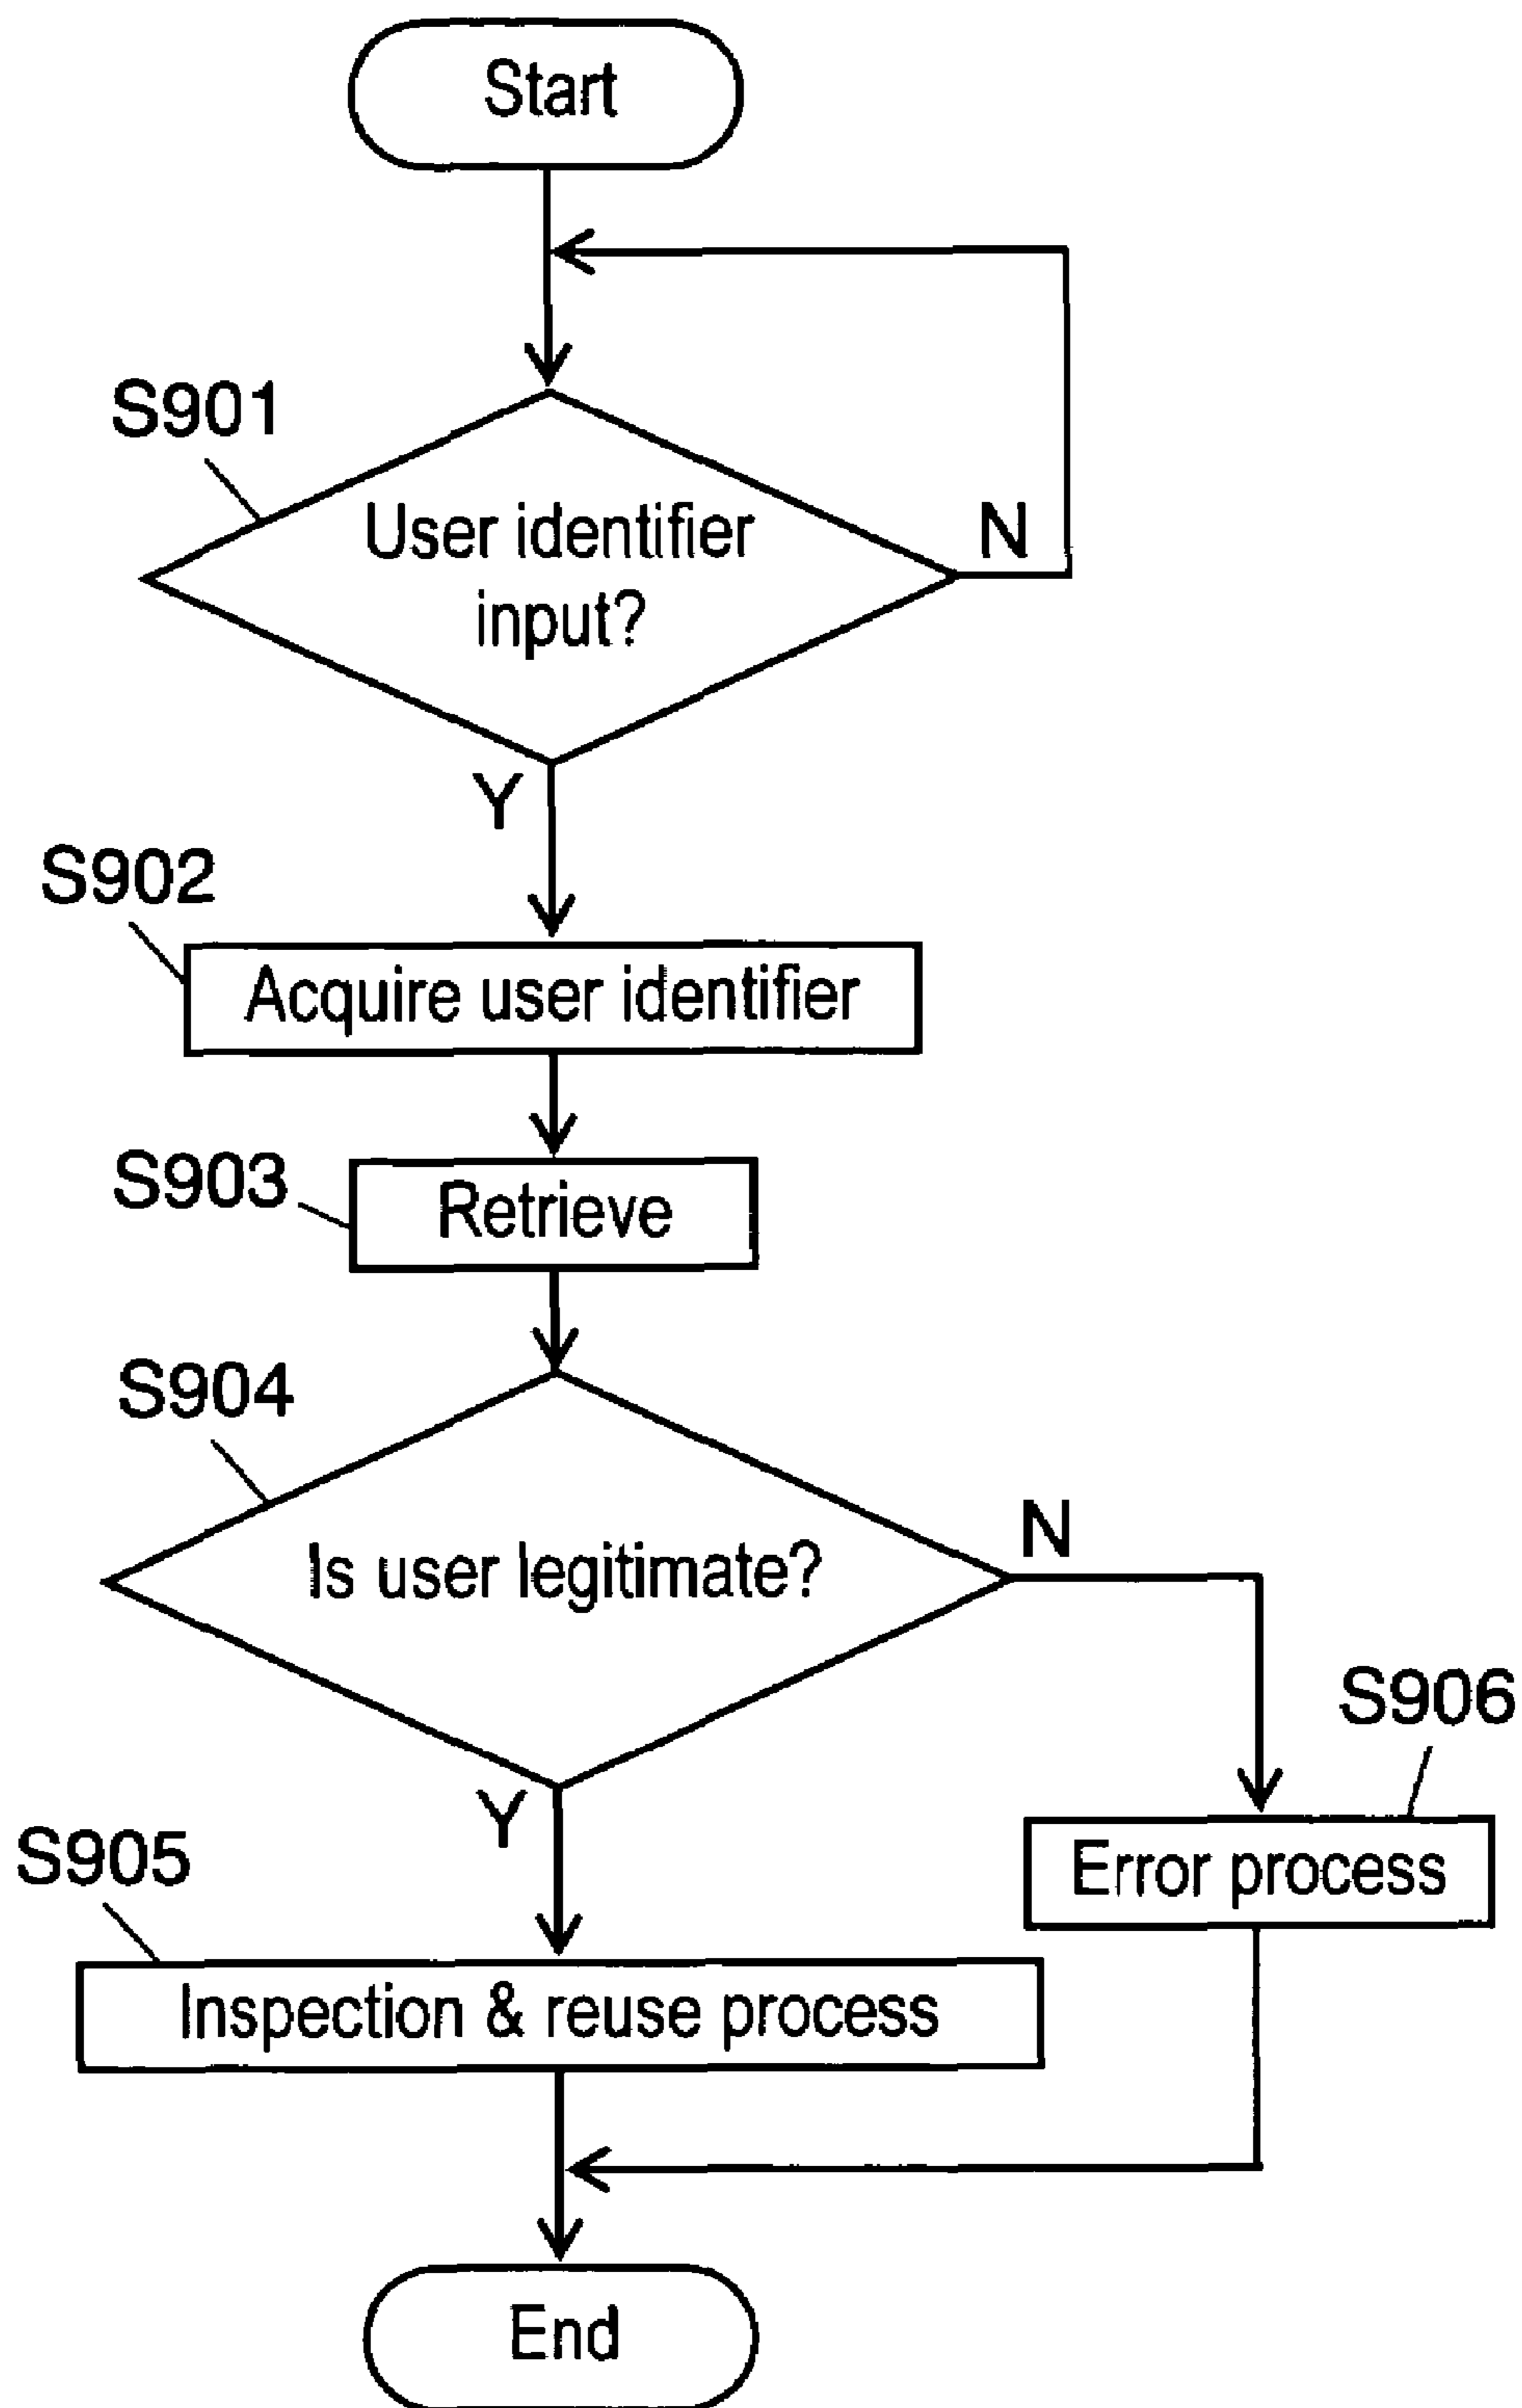 Start
S901
User identifier
input?
N
Y
S902
Acquire user identifier
S903
Retrieve
S904
Is user legitimate?
N
Y
S906
Error process
S905
Inspection & reuse process
End